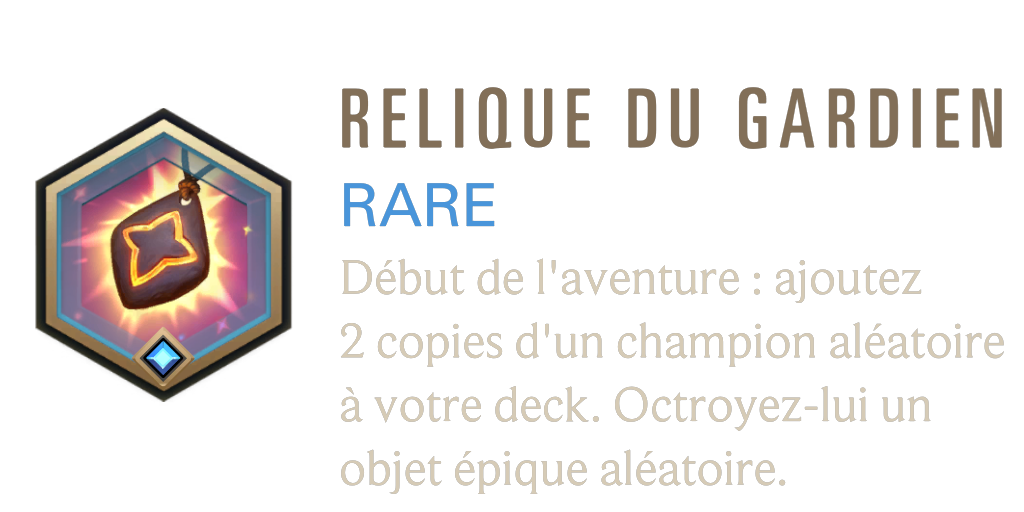 RELIQUE DU GARDIEN
RARE
Début de l'aventure : ajoutez
2 copies d'un champion aléatoire
à votre deck. Octroyez-lui un
objet épique aléatoire.